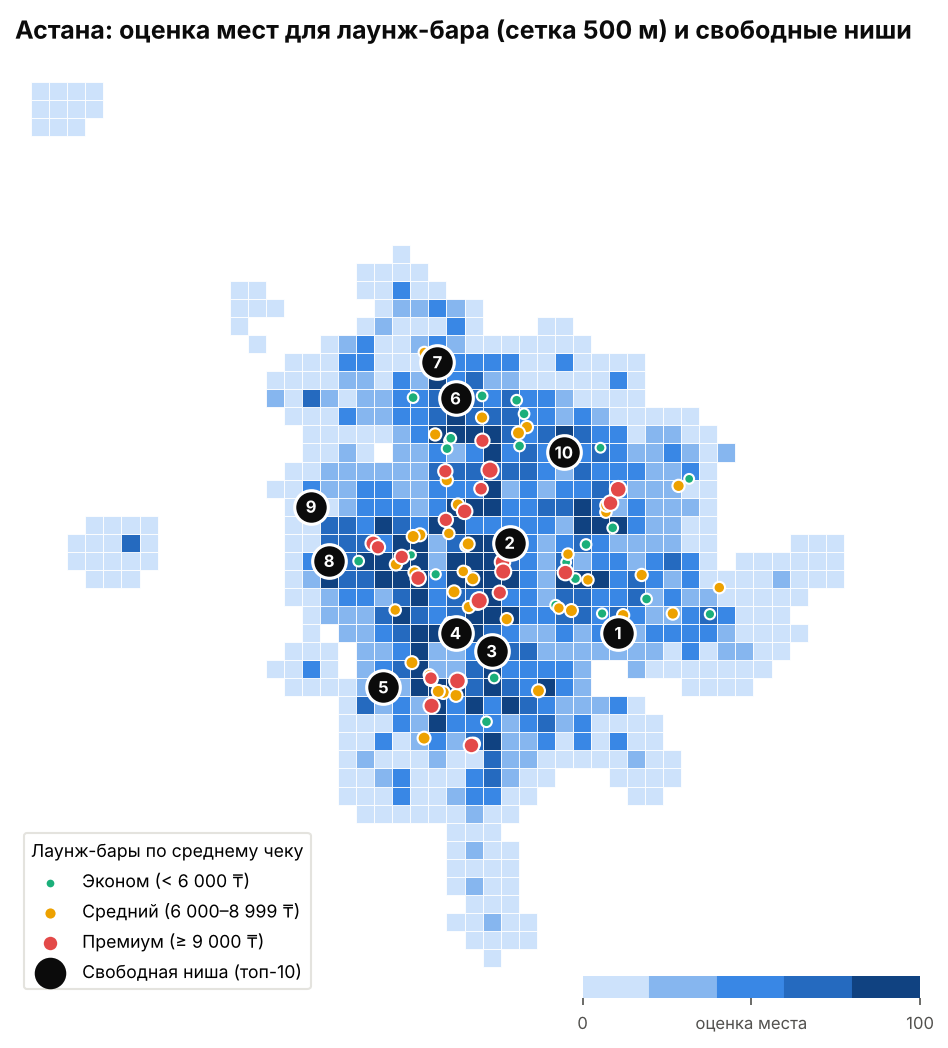 Астана: оценка мест для лаунж-бара (сетка 500 м) и свободные ниши
7
6
10
9
2
8
1
4
3
5
Лаунж-бары по среднему чеку
Эконом (< 6 000 ₸)
Средний (6 000–8 999 ₸)
Премиум (≥ 9 000 ₸)
Свободная ниша (топ-10)
0
оценка места
100